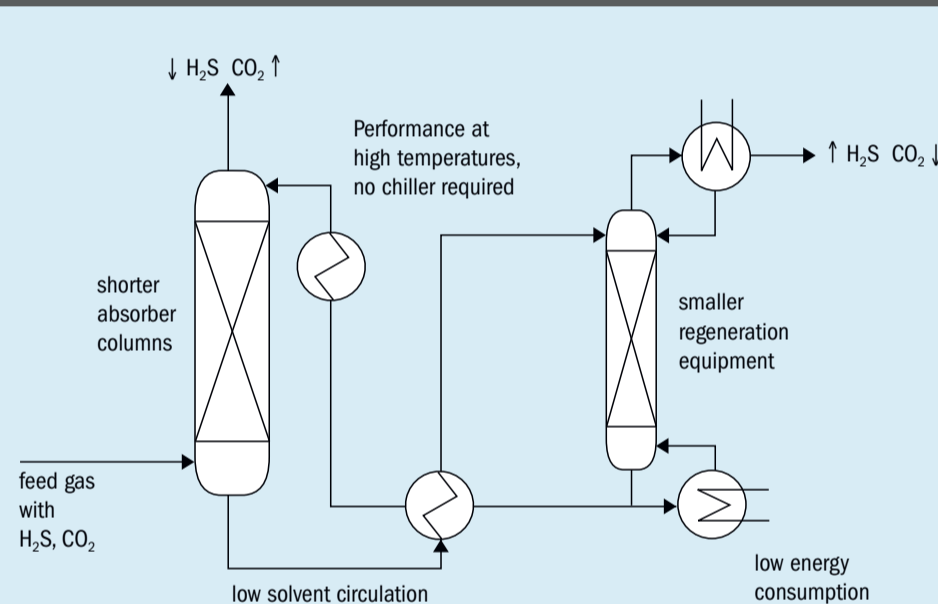 ↓ H₂S CO₂ ↑
Performance at
high temperatures,
no chiller required
↑ H₂S CO₂ ↓
shorter
absorber
columns
smaller
regeneration
equipment
feed gas
with
H₂S, CO₂
low solvent circulation
low energy
consumption